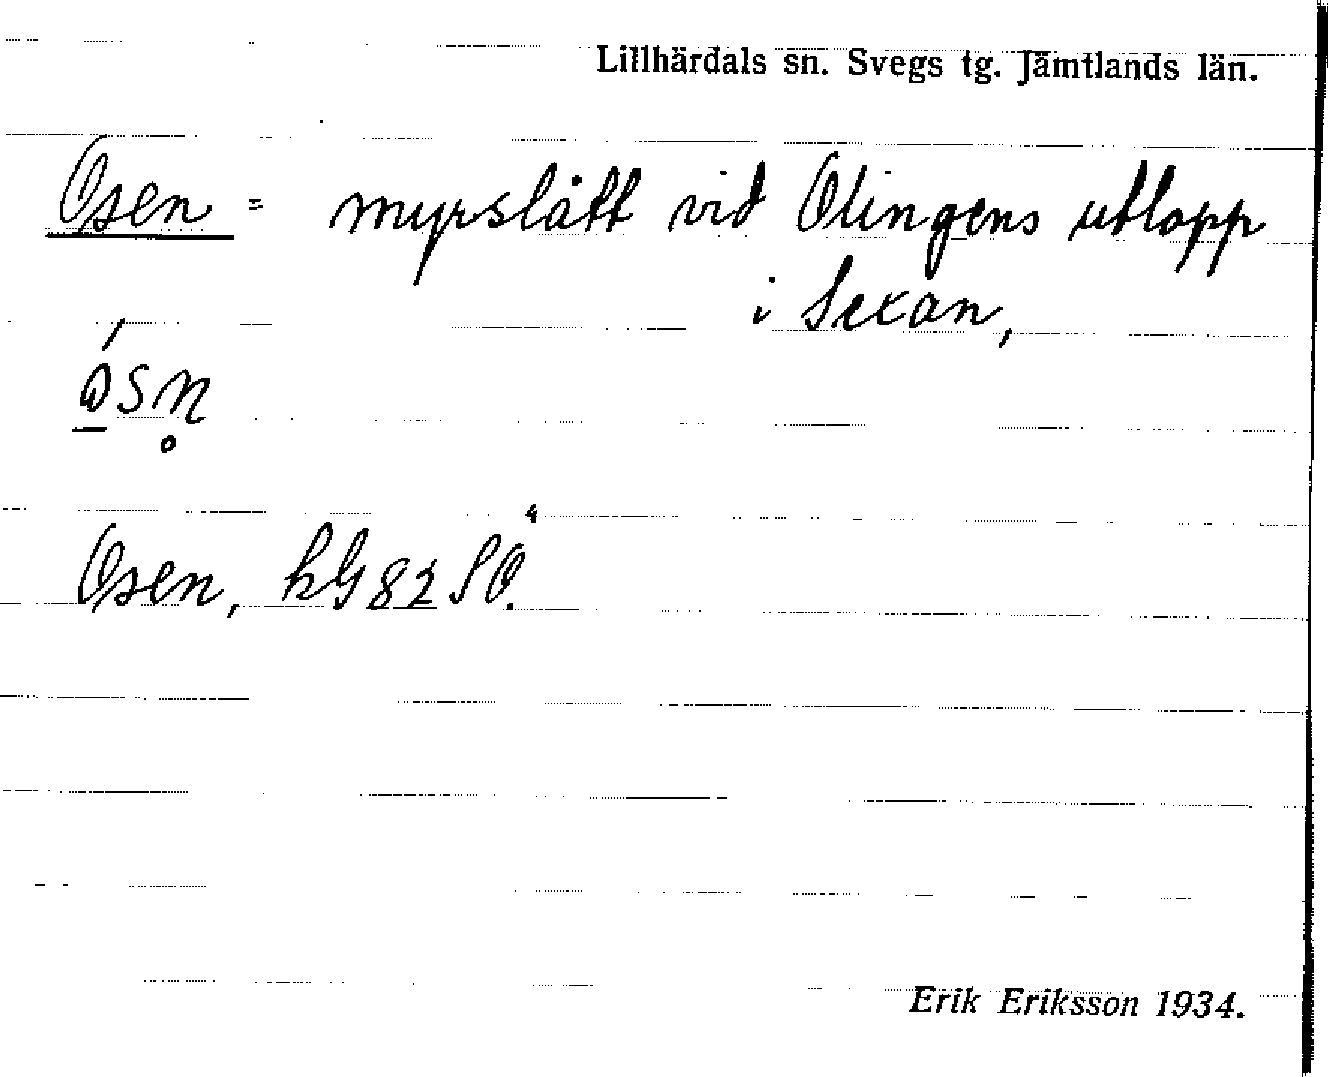 Lillhärdals sn. Svegs tg. Jämtlands län.
Osen = myrslått vid Olingens utlopp
i Sexan,
Osen, kG 82 SO.
Erik Eriksson 1934.